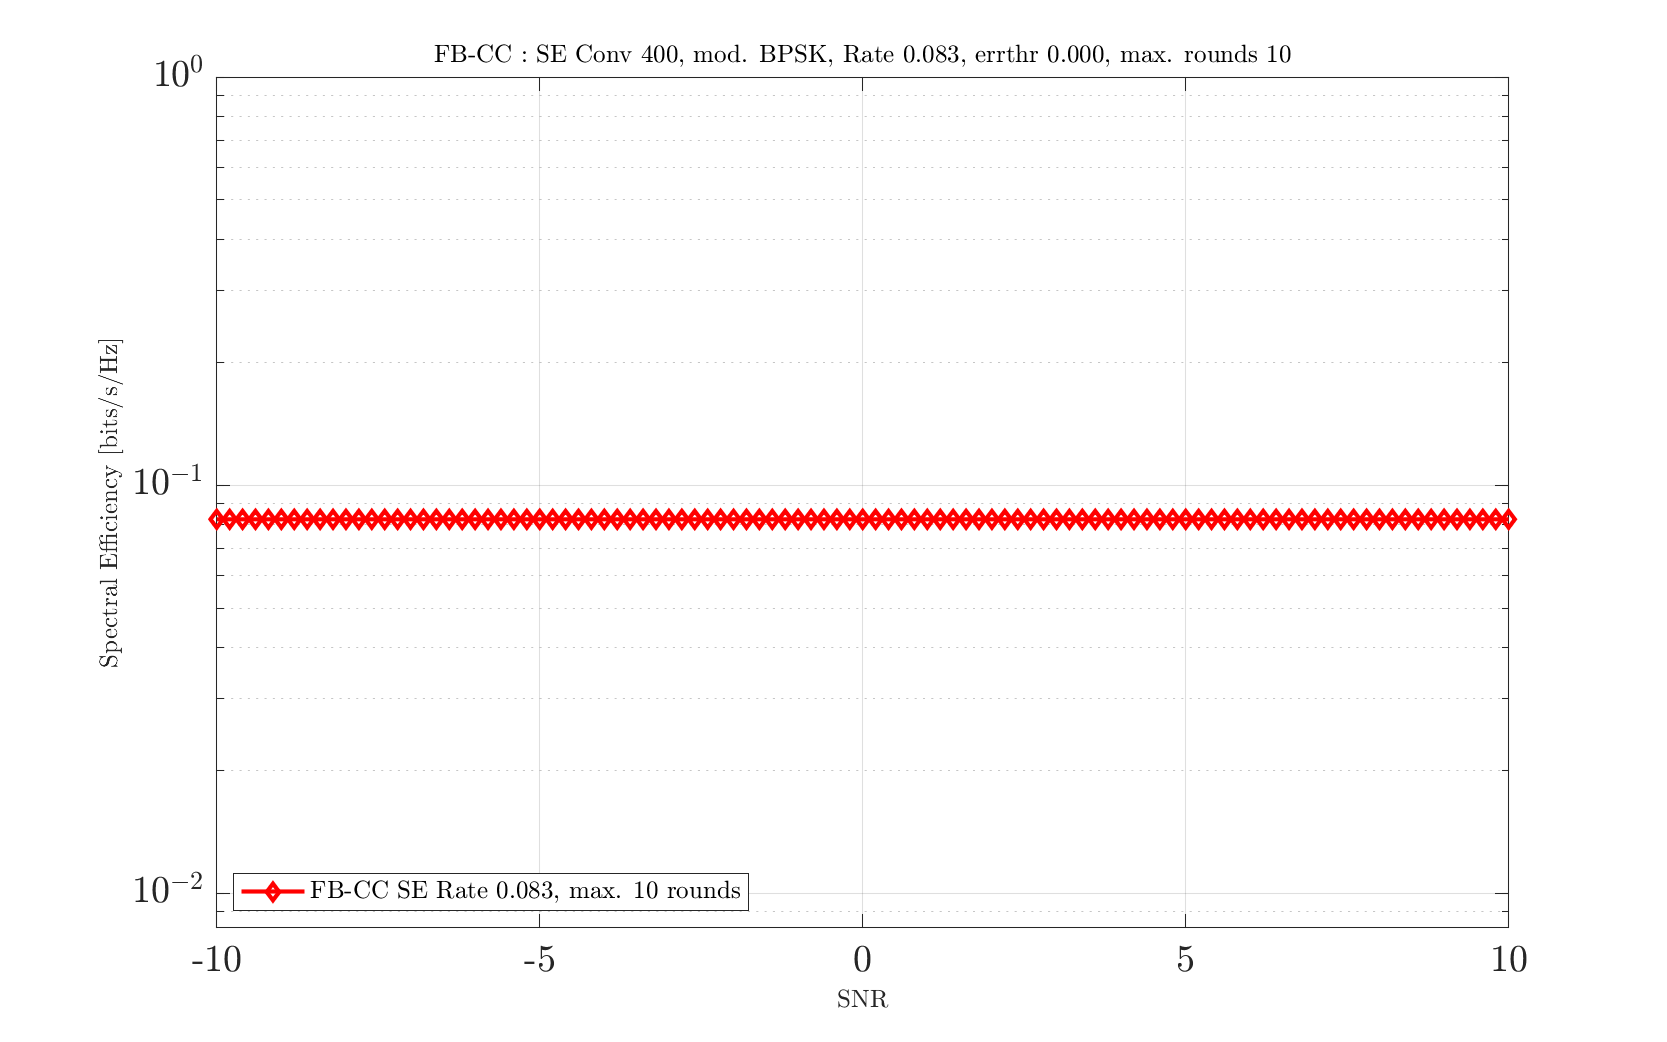 FB-CC : SE Conv 400, mod. BPSK, Rate 0.083, errthr 0.000, max. rounds 10
10^0
10^{-1}
10^{-2}
Spectral Efficiency [bits/s/Hz]
FB-CC SE Rate 0.083, max. 10 rounds
-10 -5 0 5 10
SNR